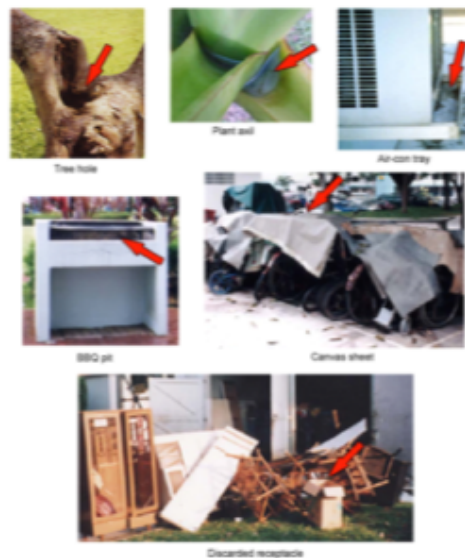 Tree hole
Plant axil
Air-con tray
BBQ pit
Canvas sheet
Discarded receptacle